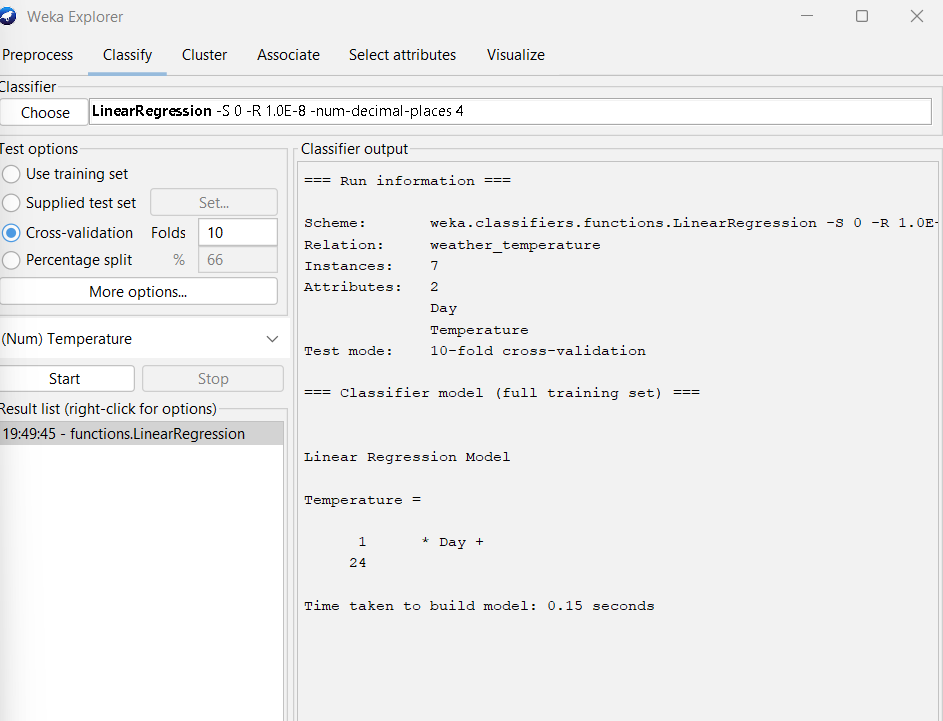 Weka Explorer
Preprocess Classify Cluster Associate Select attributes Visualize
Classifier
Choose LinearRegression -S 0 -R 1.0E-8 -num-decimal-places 4
Test options
Use training set
Supplied test set Set...
Cross-validation Folds 10
Percentage split % 66
More options...
(Num) Temperature
Start Stop
Result list (right-click for options)
19:49:45 - functions.LinearRegression
Classifier output
=== Run information ===
Scheme: weka.classifiers.functions.LinearRegression -S 0 -R 1.0E-
Relation: weather_temperature
Instances: 7
Attributes: 2
Day
Temperature
Test mode: 10-fold cross-validation
=== Classifier model (full training set) ===
Linear Regression Model
Temperature =
1 * Day +
24
Time taken to build model: 0.15 seconds